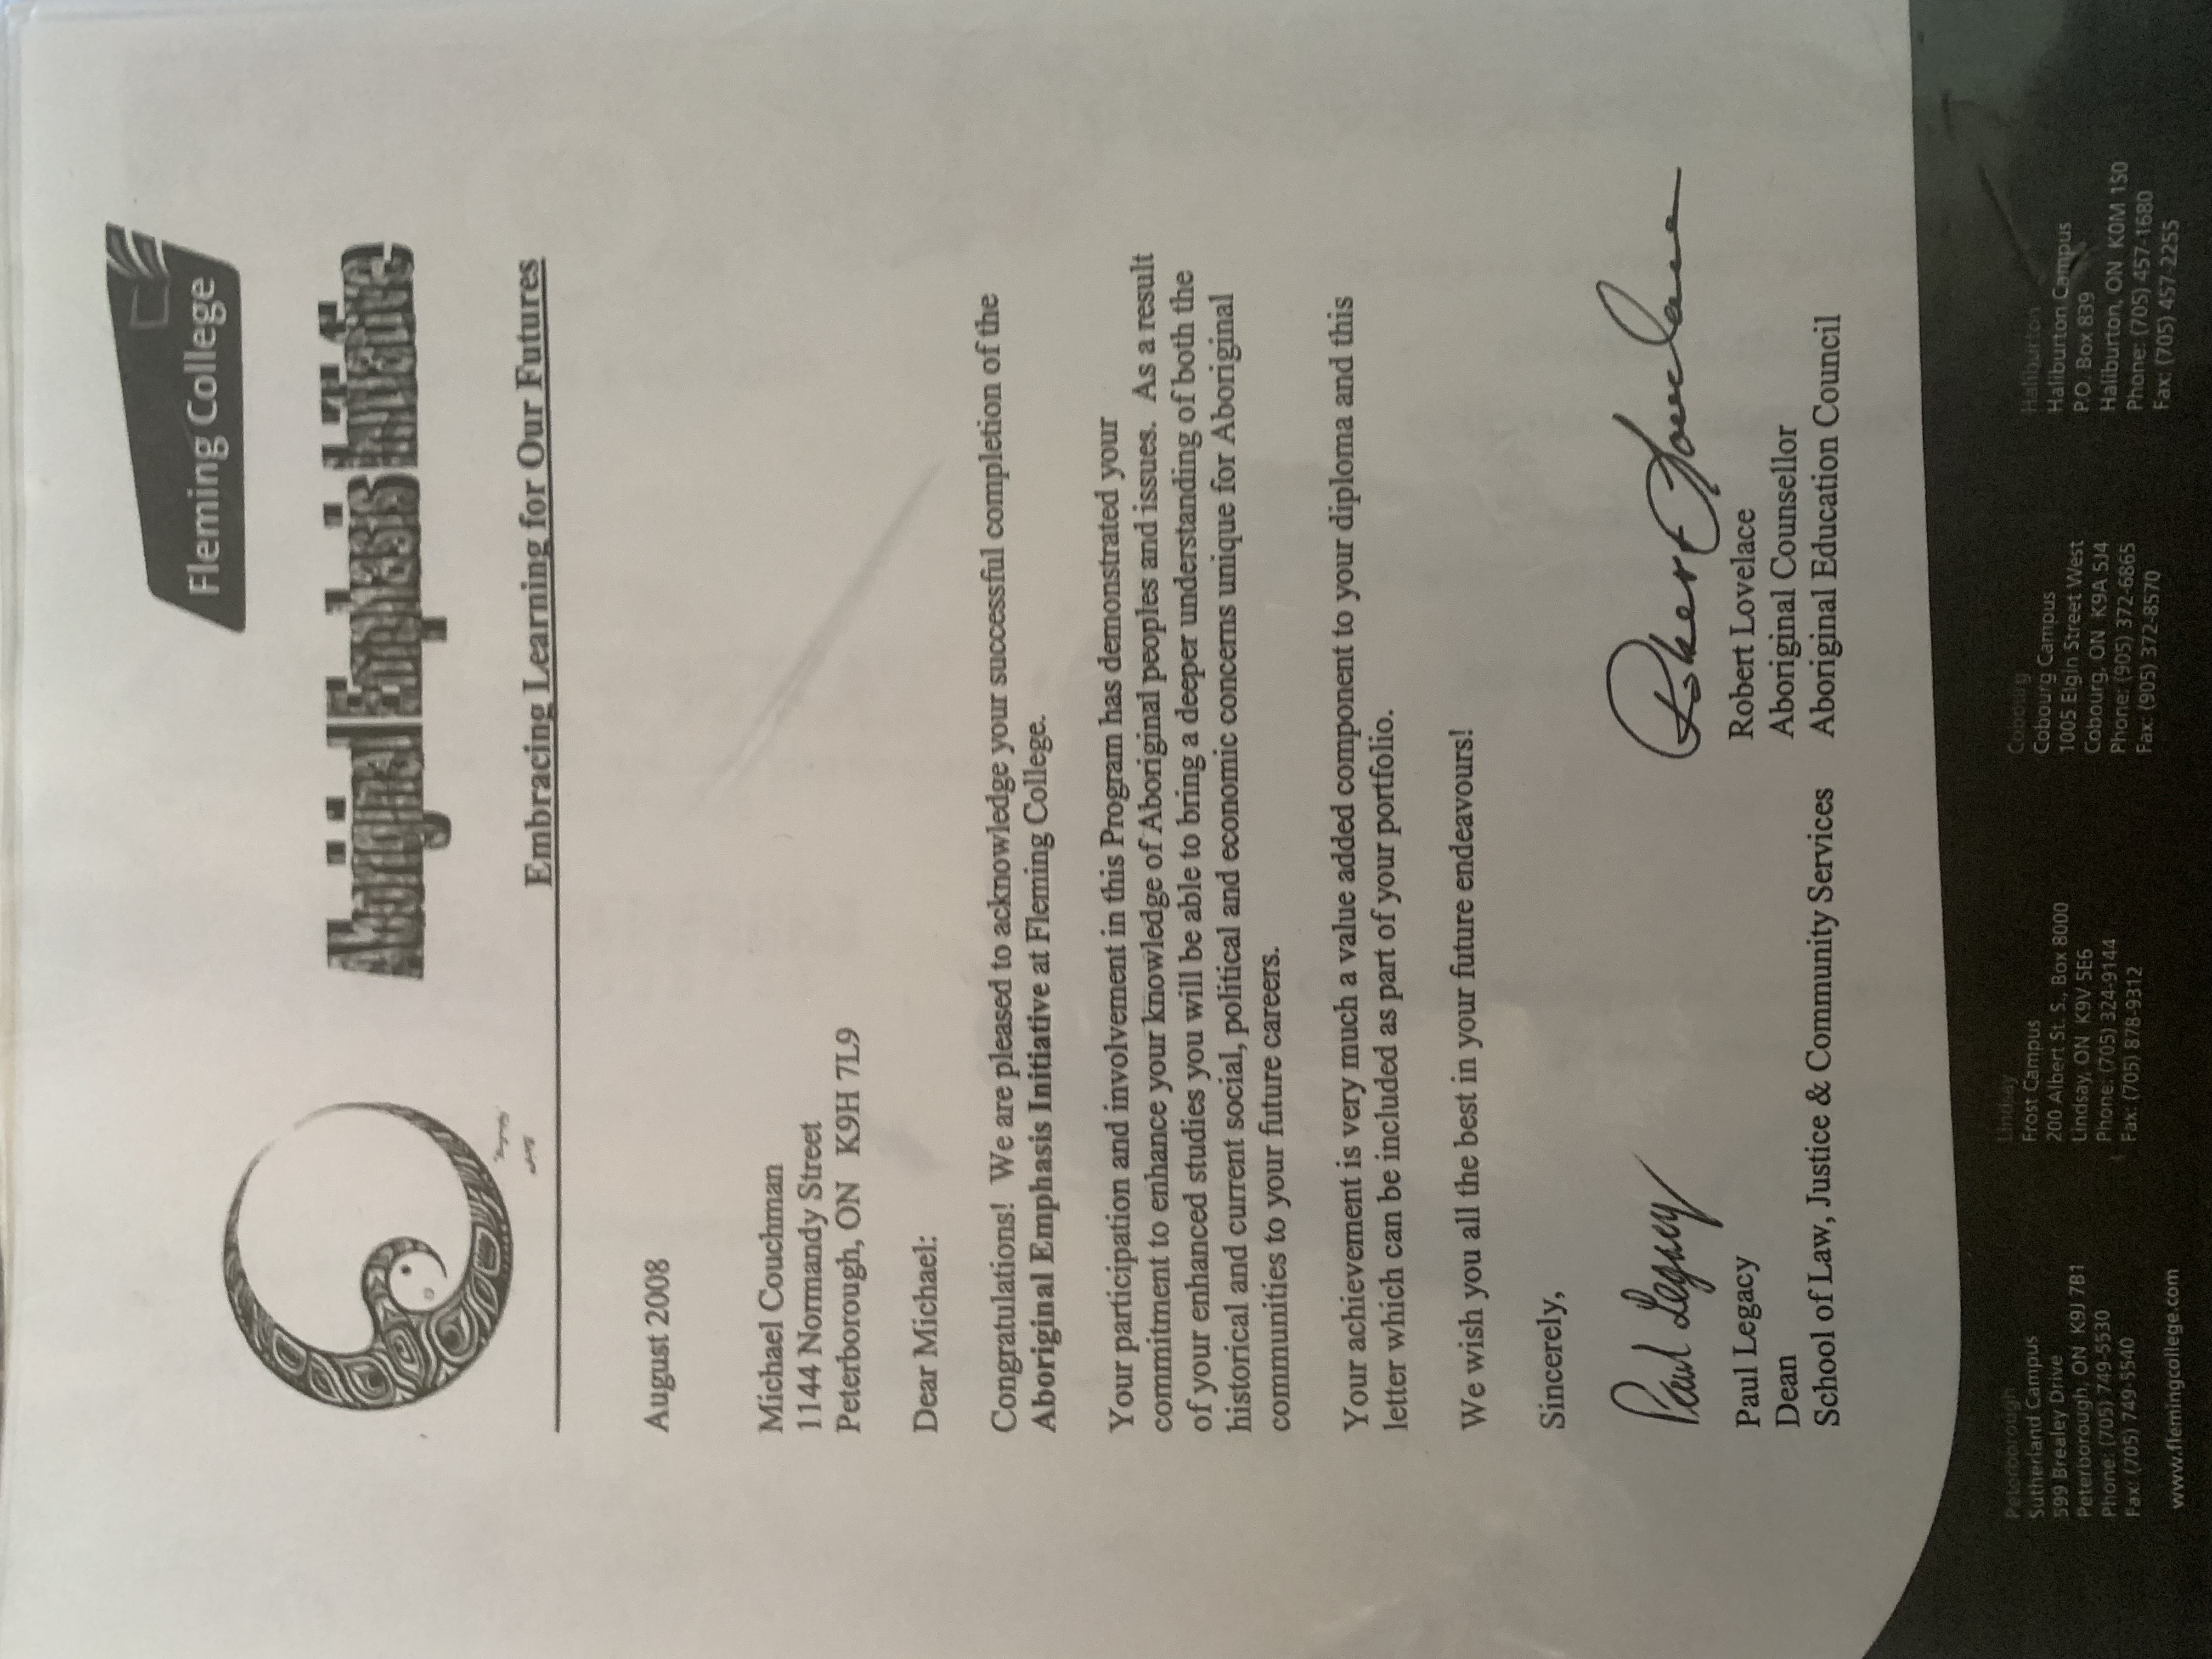 Fleming College
Aboriginal Emphasis Initiative
Embracing Learning for Our Futures
August 2008
Michael Couchman
1144 Normandy Street
Peterborough, ON K9H 7L9
Dear Michael:
Congratulations! We are pleased to acknowledge your successful completion of the
Aboriginal Emphasis Initiative at Fleming College.
Your participation and involvement in this Program has demonstrated your
commitment to enhance your knowledge of Aboriginal peoples and issues. As a result
of your enhanced studies you will be able to bring a deeper understanding of both the
historical and current social, political and economic concerns unique for Aboriginal
communities to your future careers.
Your achievement is very much a value added component to your diploma and this
letter which can be included as part of your portfolio.
We wish you all the best in your future endeavours!
Sincerely,
Paul Legacy
Robert Lovelace
Paul Legacy
Dean
School of Law, Justice & Community Services
Robert Lovelace
Aboriginal Counsellor
Aboriginal Education Council
Peterborough
Sutherland Campus
599 Brealey Drive
Peterborough, ON K9J 7B1
Phone: (705) 749-5530
Fax: (705) 749-5540
www.flemingcollege.com
Lindsay
Frost Campus
200 Albert St. S., Box 8000
Lindsay, ON K9V 5E6
Phone: (705) 324-9144
Fax: (705) 878-9312
Cobourg
Cobourg Campus
1005 Elgin Street West
Cobourg, ON K9A 5J4
Phone: (905) 372-6865
Fax: (905) 372-8570
Haliburton
Haliburton Campus
P.O. Box 839
Haliburton, ON K0M 1S0
Phone: (705) 457-1680
Fax: (705) 457-2255